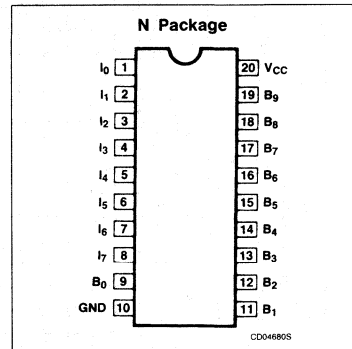 N Package
I0 1 20 VCC
I1 2 19 B9
I2 3 18 B8
I3 4 17 B7
I4 5 16 B6
I5 6 15 B5
I6 7 14 B4
I7 8 13 B3
B0 9 12 B2
GND 10 11 B1
CD04680S